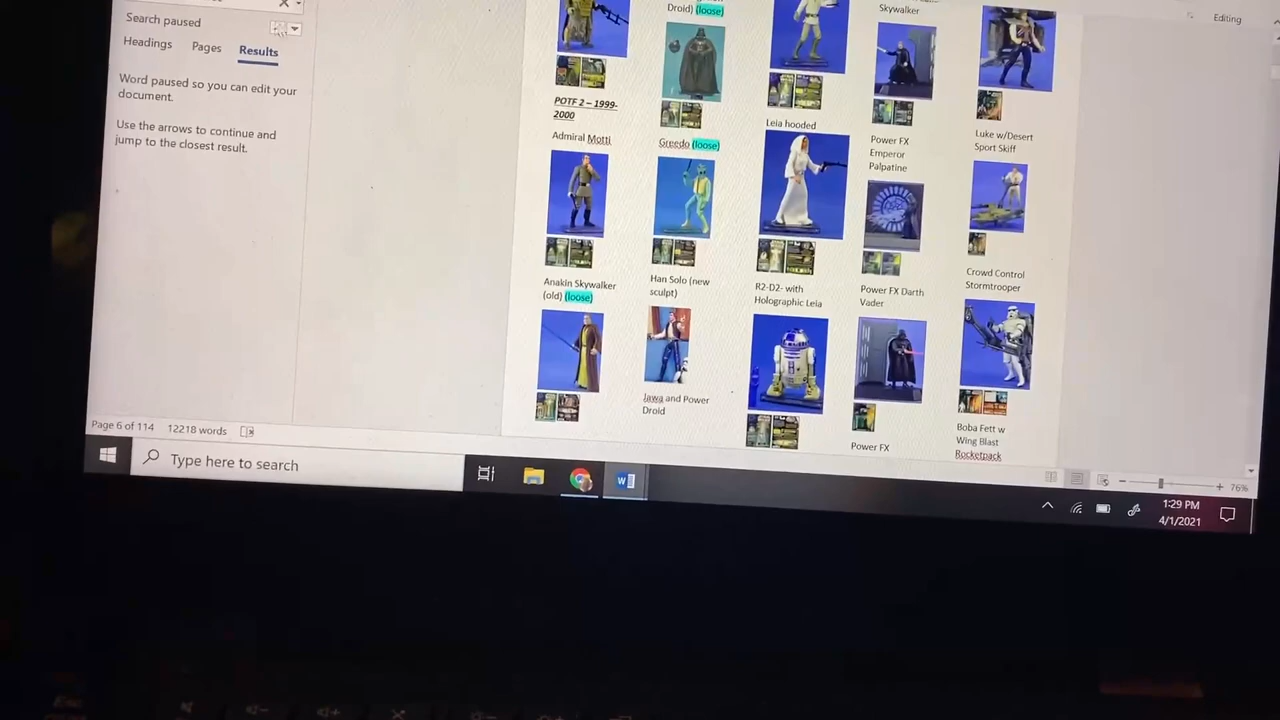 Search paused
Headings Pages Results
Word paused so you can edit your
document.
Use the arrows to continue and
jump to the closest result.
POTF 2 – 1999-
2000
Admiral Motti
Anakin Skywalker
(old) (loose)
Droid) (loose)
Greedo (loose)
Han Solo (new
sculpt)
Jawa and Power
Droid
Leia hooded
R2-D2- with
Holographic Leia
Skywalker
Power FX
Emperor
Palpatine
Power FX Darth
Vader
Power FX
Luke w/Desert
Sport Skiff
Crowd Control
Stormtrooper
Boba Fett w
Wing Blast
Rocketpack
Editing
Page 6 of 114 12218 words
76%
Type here to search
1:29 PM
4/1/2021